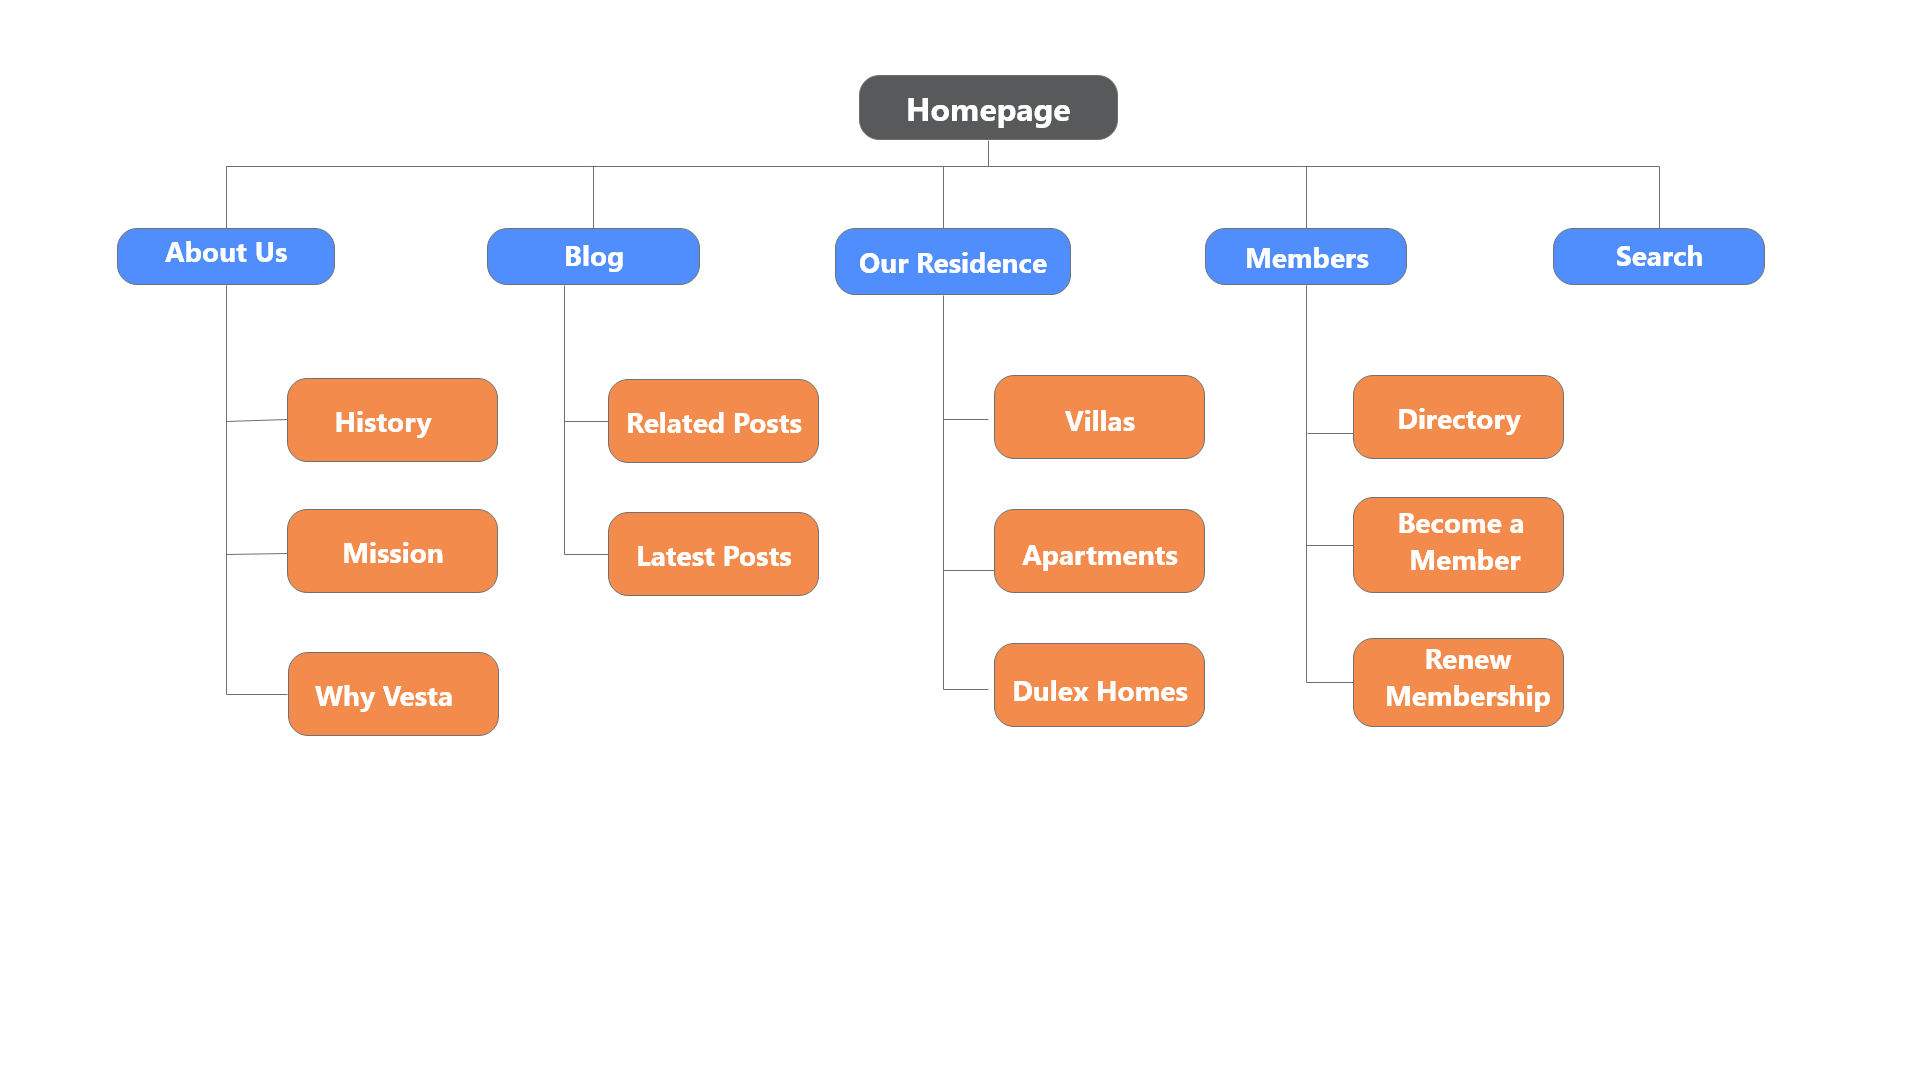 Homepage
About Us
Blog
Our Residence
Members
Search
History
Mission
Why Vesta
Related Posts
Latest Posts
Villas
Apartments
Dulex Homes
Directory
Become a
Member
Renew
Membership